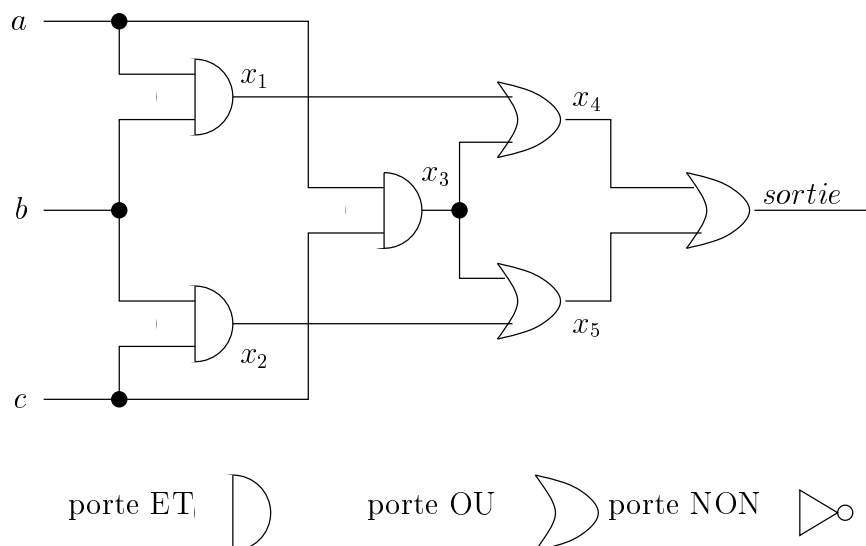 a
x1
x4
x3
b
sortie
x5
x2
c
porte ET
porte OU
porte NON